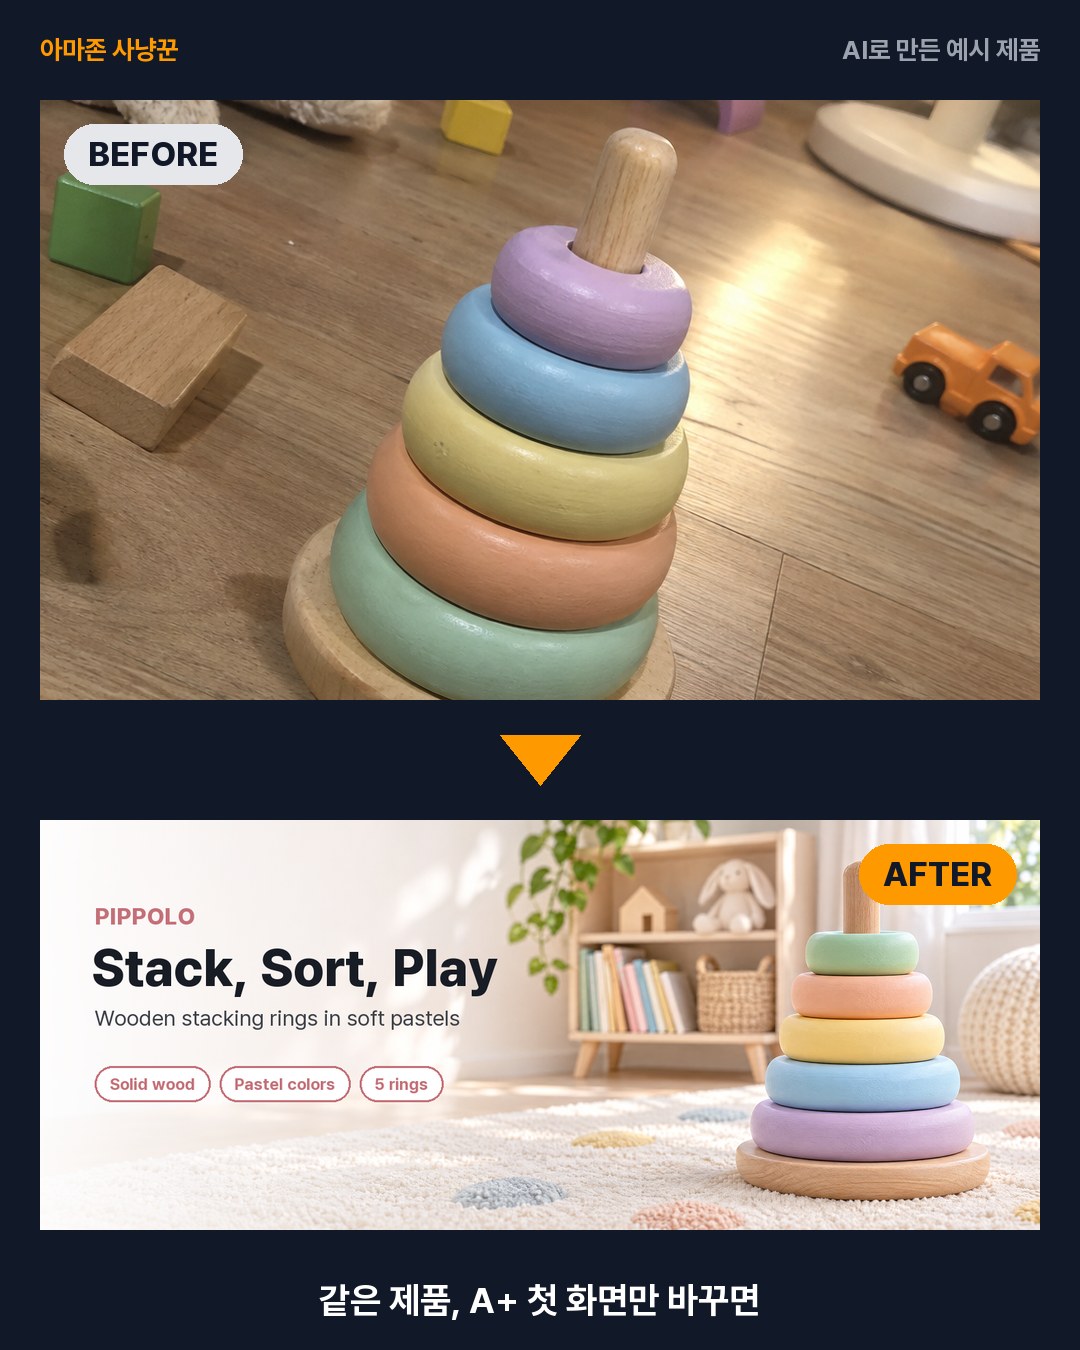 아마존 사냥꾼
AI로 만든 예시 제품
BEFORE
AFTER
PIPPOLO
Stack, Sort, Play
Wooden stacking rings in soft pastels
Solid wood
Pastel colors
5 rings
같은 제품, A+ 첫 화면만 바꾸면